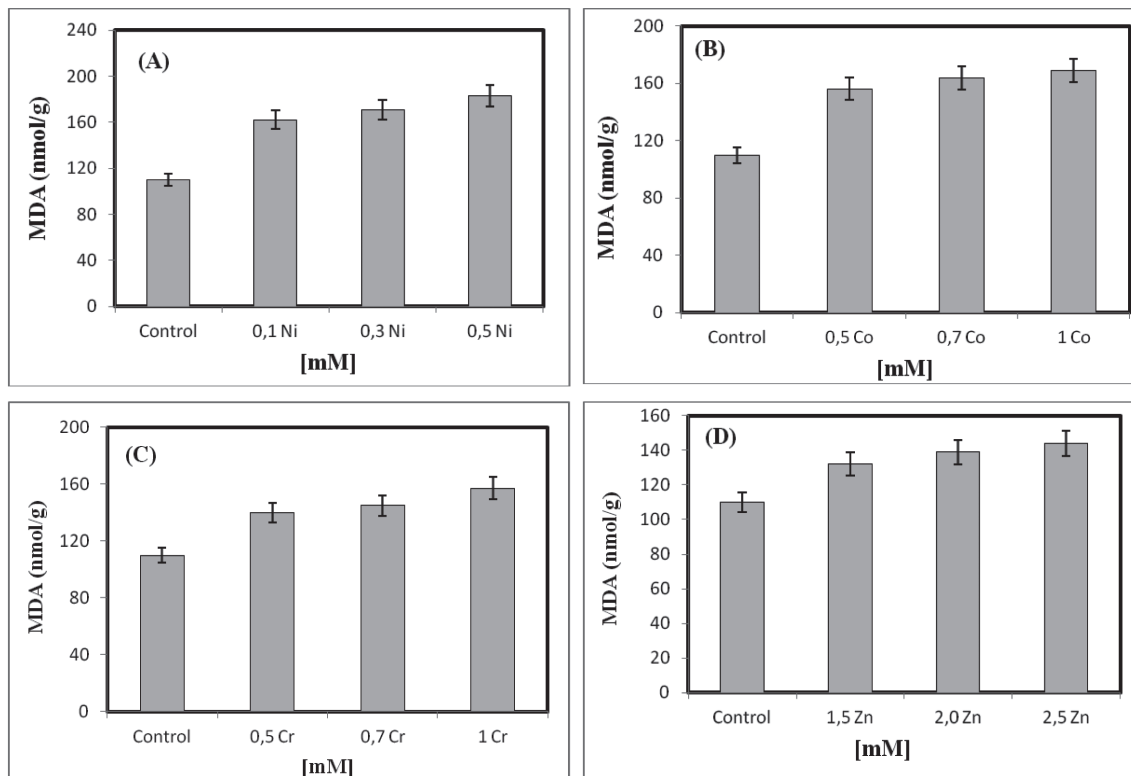 (A)
MDA (nmol/g)
240
200
160
120
80
40
0
Control 0,1 Ni 0,3 Ni 0,5 Ni
[mM]
(B)
MDA (nmol/g)
200
160
120
80
40
0
Control 0,5 Co 0,7 Co 1 Co
[mM]
(C)
MDA (nmol/g)
200
160
120
80
40
0
Control 0,5 Cr 0,7 Cr 1 Cr
[mM]
(D)
MDA (nmol/g)
160
140
120
100
80
60
40
20
0
Control 1,5 Zn 2,0 Zn 2,5 Zn
[mM]